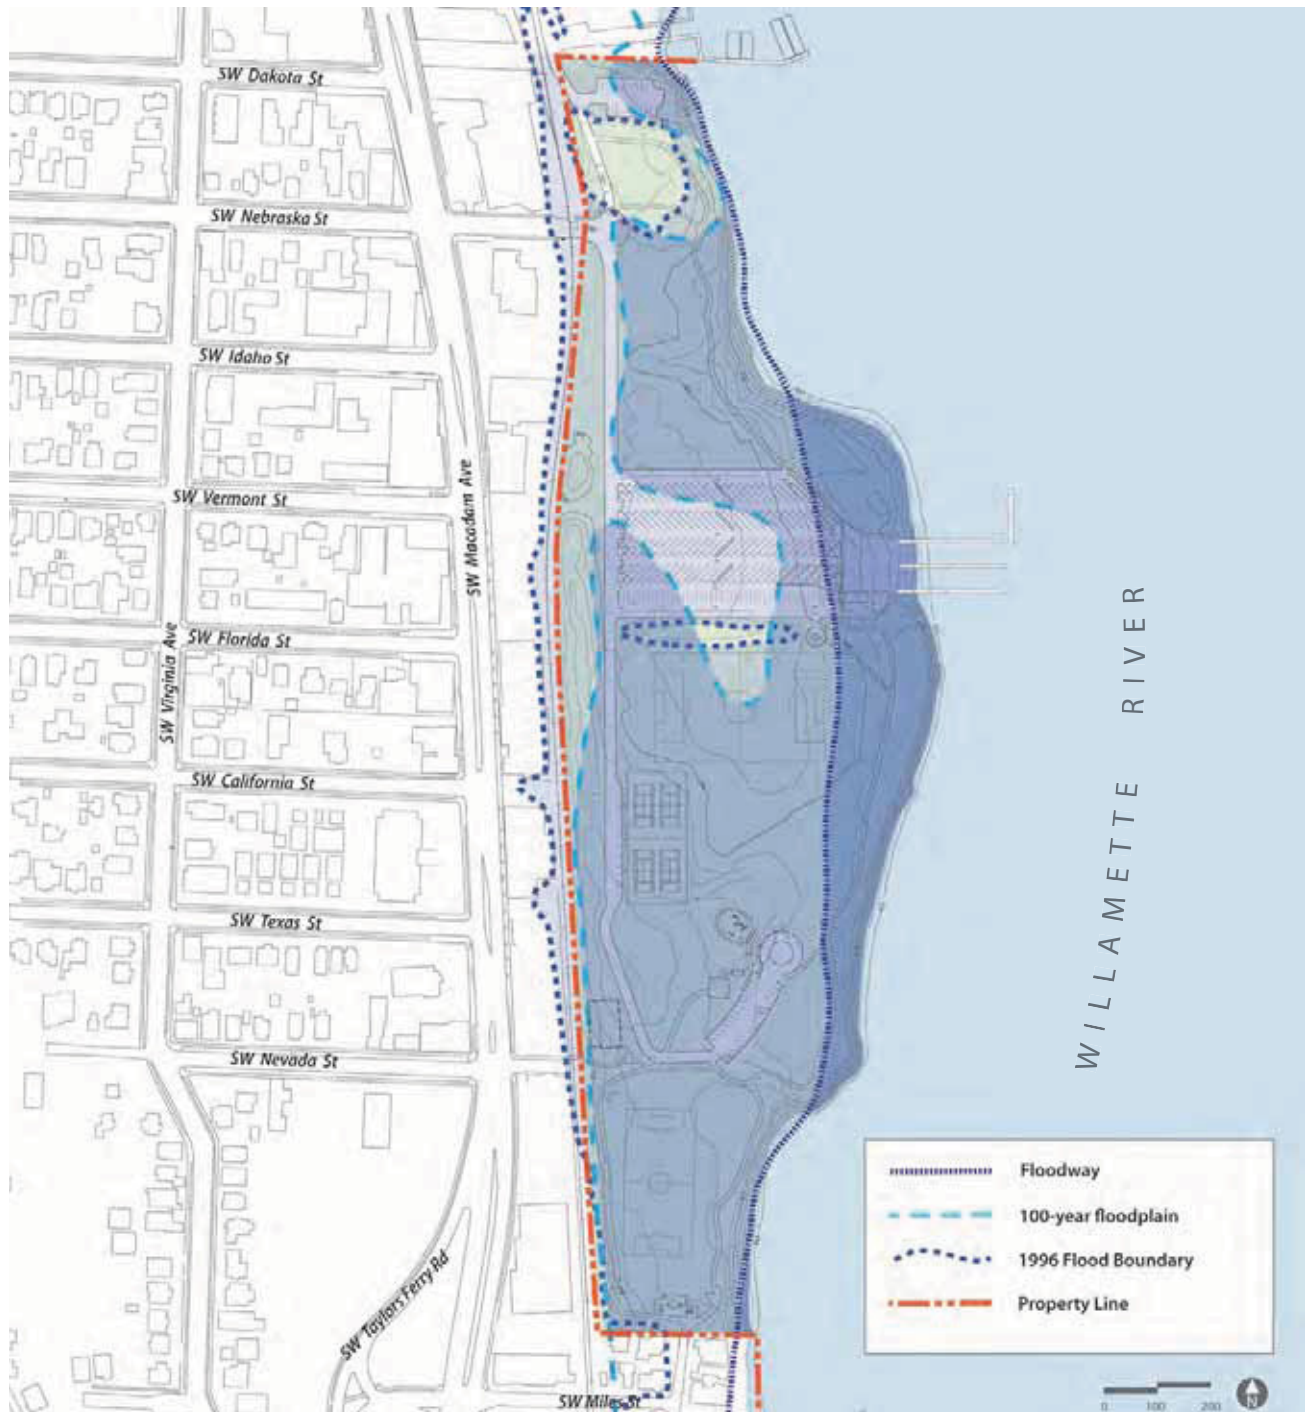 SW Dakota St
SW Nebraska St
SW Idaho St
SW Vermont St
SW Macadam Ave
SW Florida St
SW Virginia Ave
SW California St
SW Texas St
SW Nevada St
SW Taylors Ferry Rd
SW Miles St
WILLAMETTE RIVER
Floodway
100-year floodplain
1996 Flood Boundary
Property Line
0 100 200
N